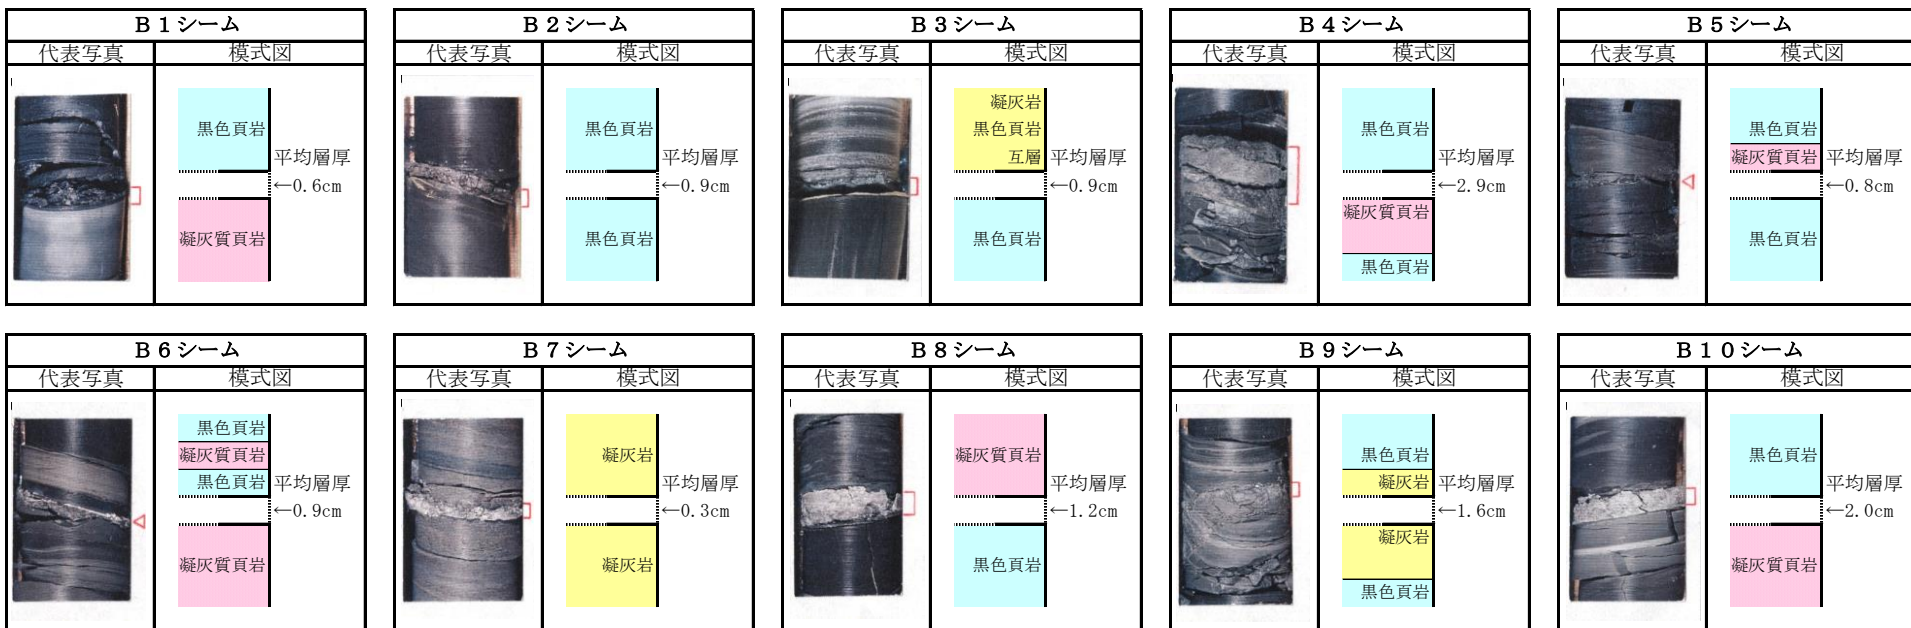 B1シーム
代表写真 模式図
黒色頁岩
平均層厚
←0.6cm
凝灰質頁岩
B2シーム
代表写真 模式図
黒色頁岩
平均層厚
←0.9cm
黒色頁岩
B3シーム
代表写真 模式図
凝灰岩
黒色頁岩
互層 平均層厚
←0.9cm
黒色頁岩
B4シーム
代表写真 模式図
黒色頁岩
平均層厚
←2.9cm
凝灰質頁岩
黒色頁岩
B5シーム
代表写真 模式図
黒色頁岩
凝灰質頁岩 平均層厚
←0.8cm
黒色頁岩
B6シーム
代表写真 模式図
黒色頁岩
凝灰質頁岩
黒色頁岩 平均層厚
←0.9cm
凝灰質頁岩
B7シーム
代表写真 模式図
凝灰岩
平均層厚
←0.3cm
凝灰岩
B8シーム
代表写真 模式図
凝灰質頁岩
平均層厚
←1.2cm
黒色頁岩
B9シーム
代表写真 模式図
黒色頁岩
凝灰岩 平均層厚
←1.6cm
凝灰岩
黒色頁岩
B10シーム
代表写真 模式図
黒色頁岩
平均層厚
←2.0cm
凝灰質頁岩